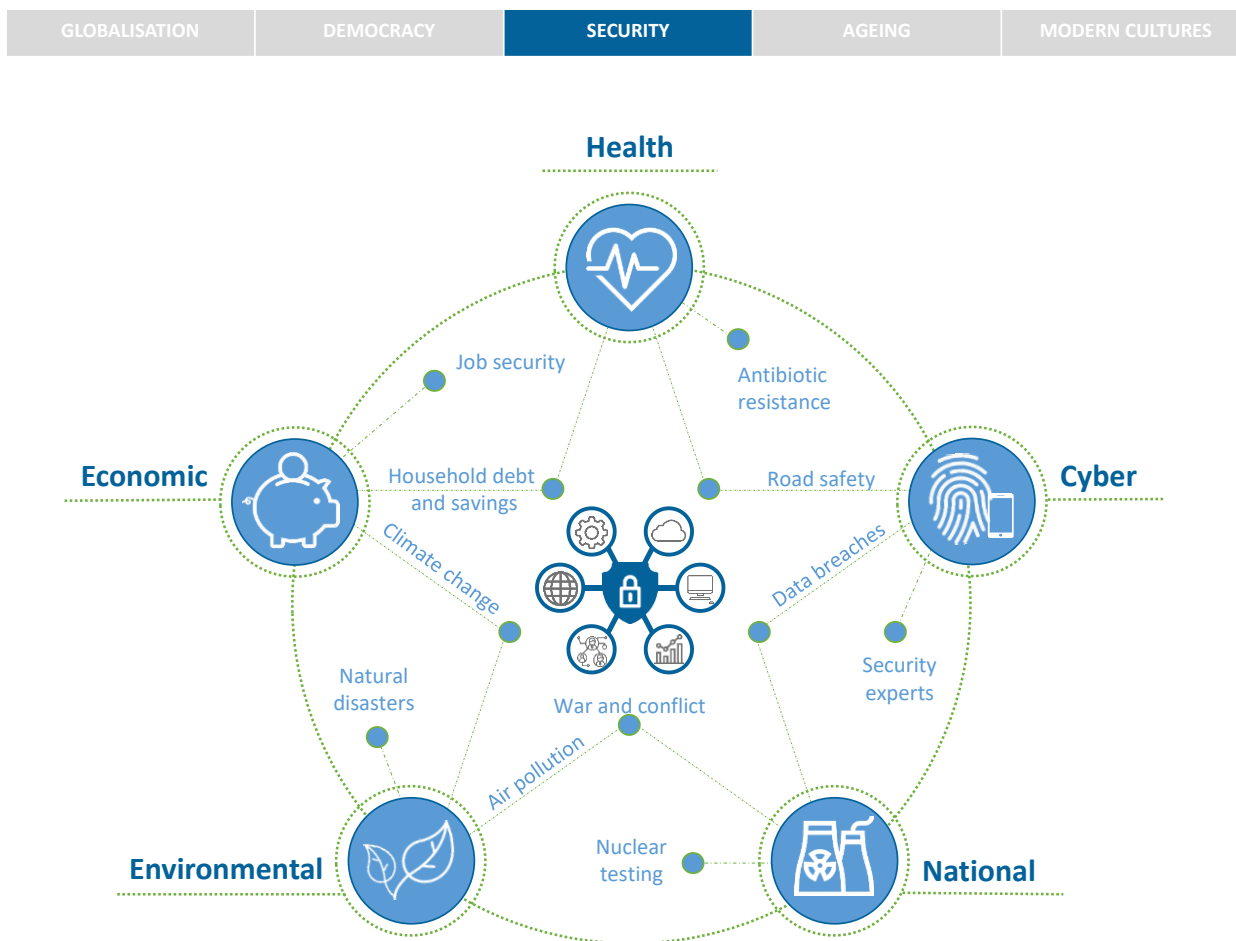 GLOBALISATION
DEMOCRACY
SECURITY
AGEING
MODERN CULTURES
Health
Job security
Antibiotic
resistance
Economic
Household debt
and savings
Road safety
Cyber
Climate change
Data breaches
Natural
disasters
Security
experts
War and conflict
Air pollution
Nuclear
testing
Environmental
National